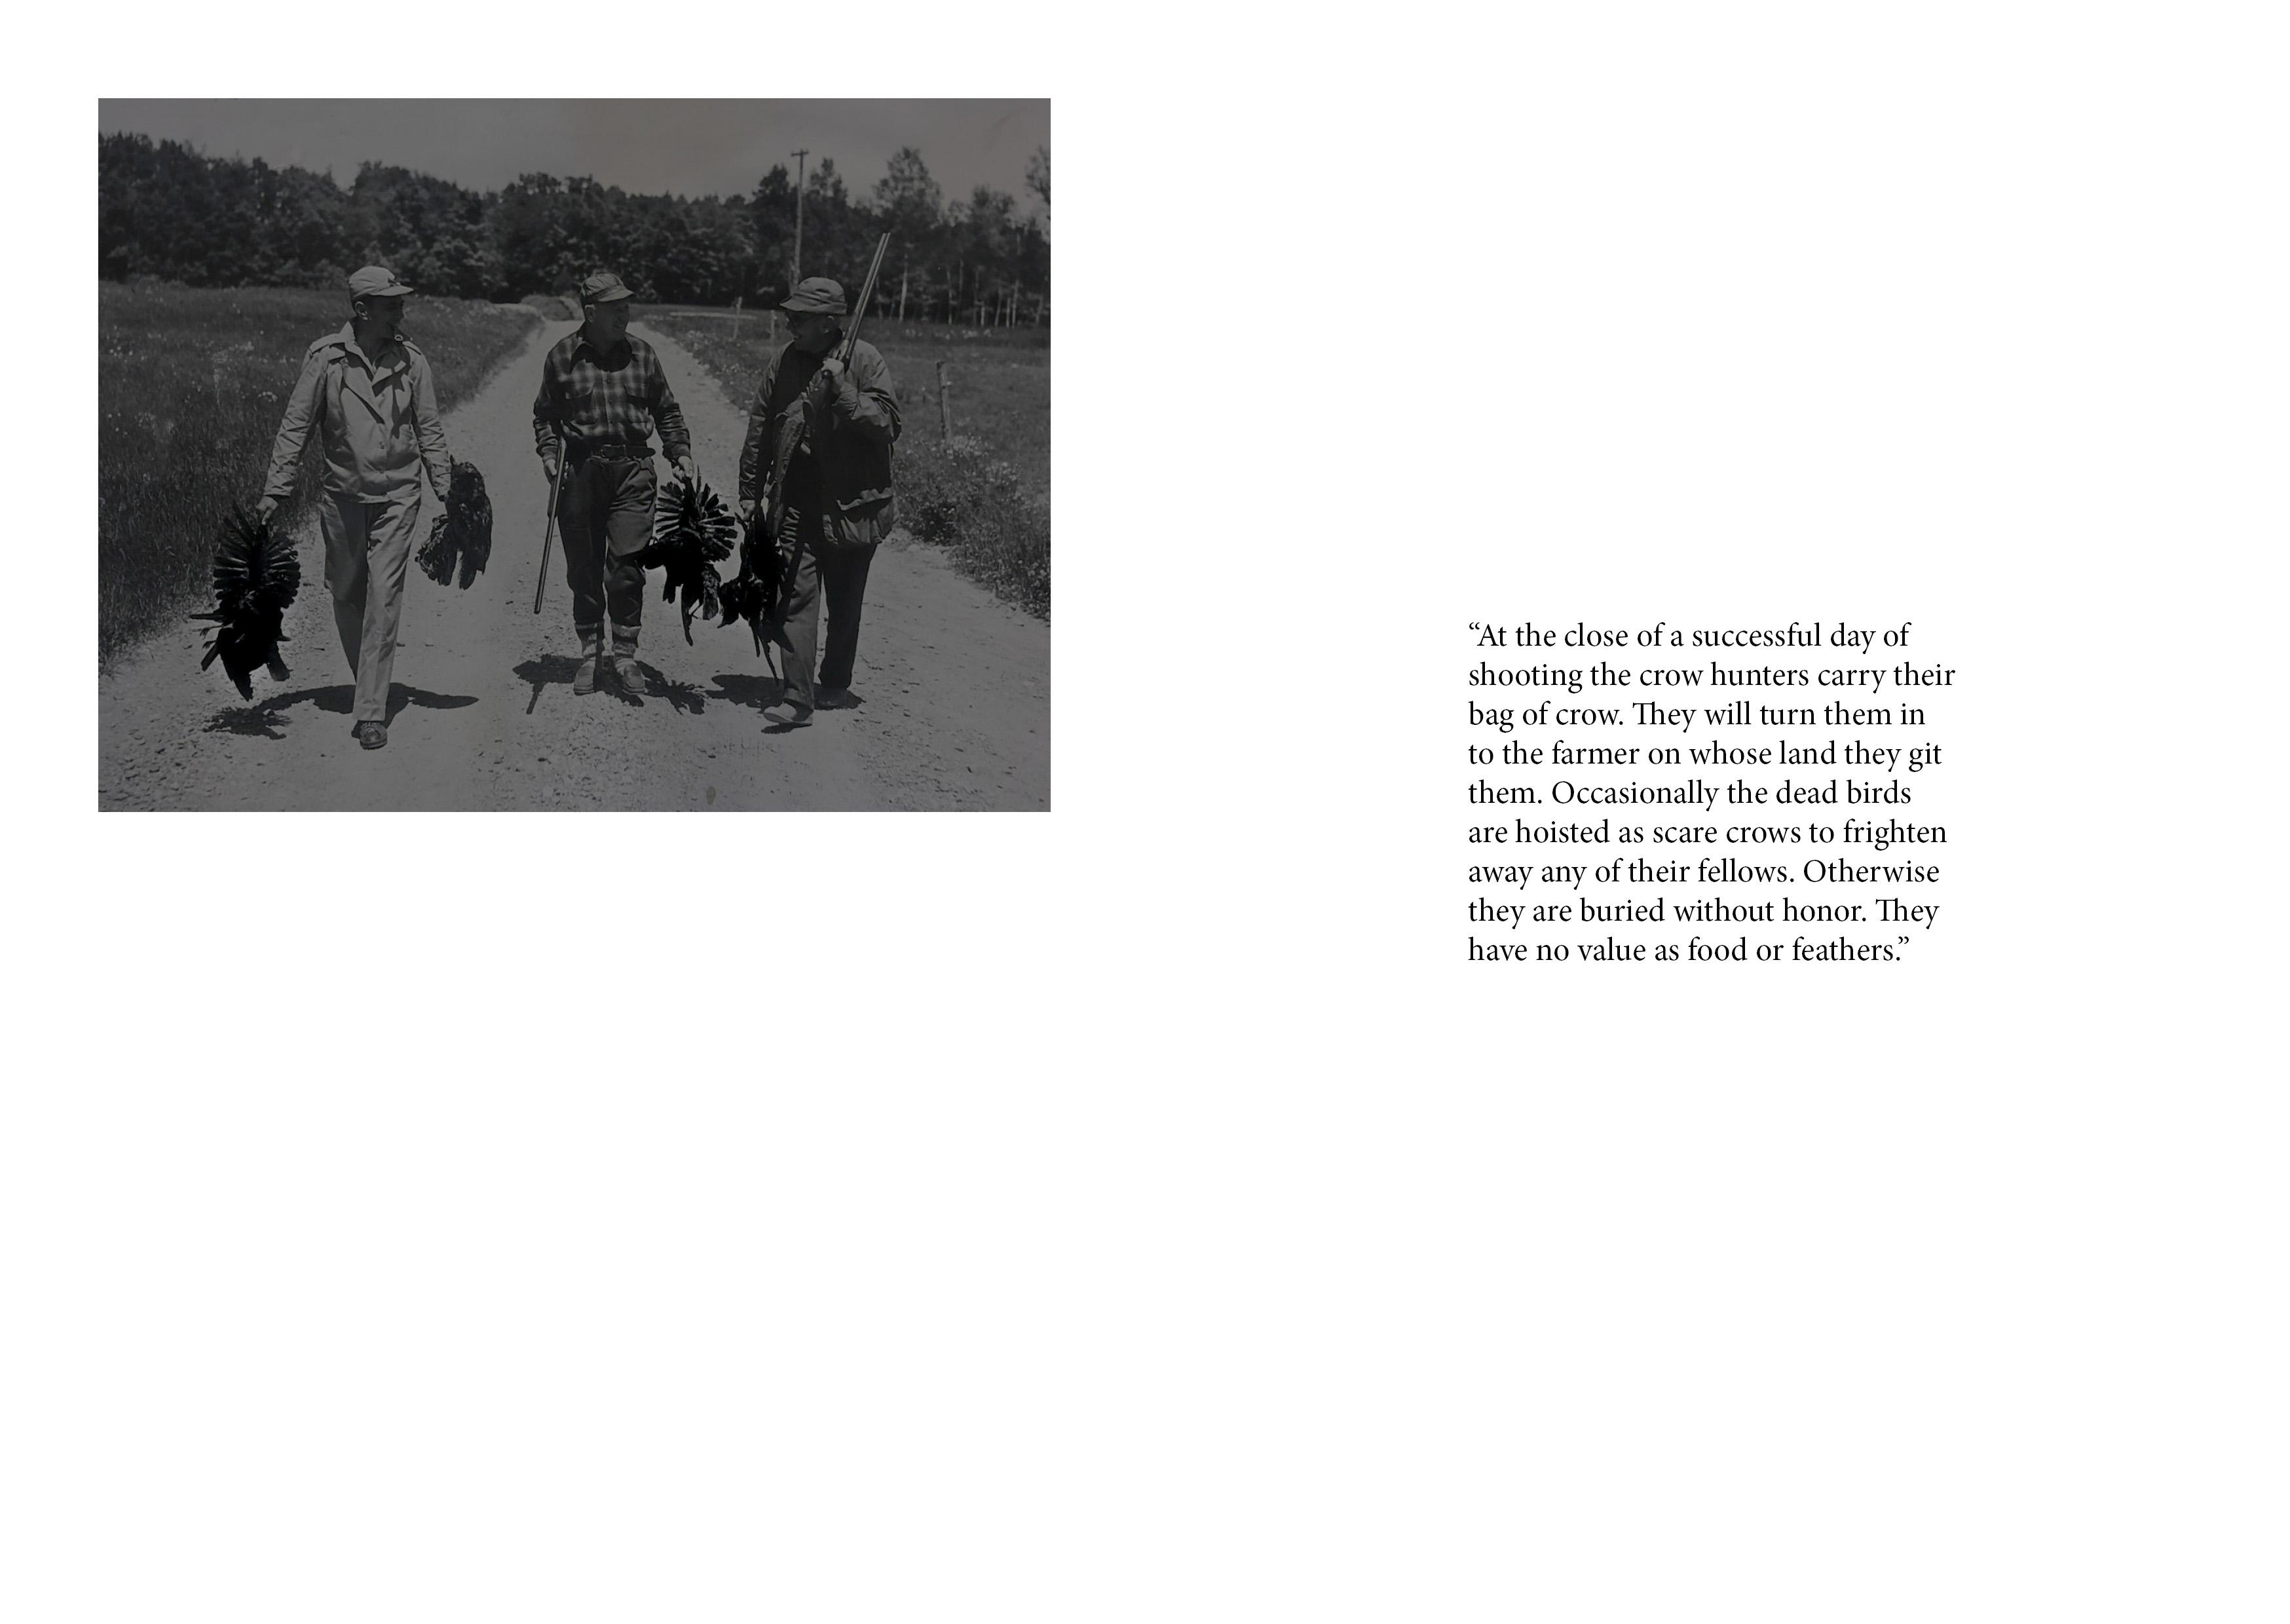 “At the close of a successful day of
shooting the crow hunters carry their
bag of crow. They will turn them in
to the farmer on whose land they git
them. Occasionally the dead birds
are hoisted as scare crows to frighten
away any of their fellows. Otherwise
they are buried without honor. They
have no value as food or feathers.”